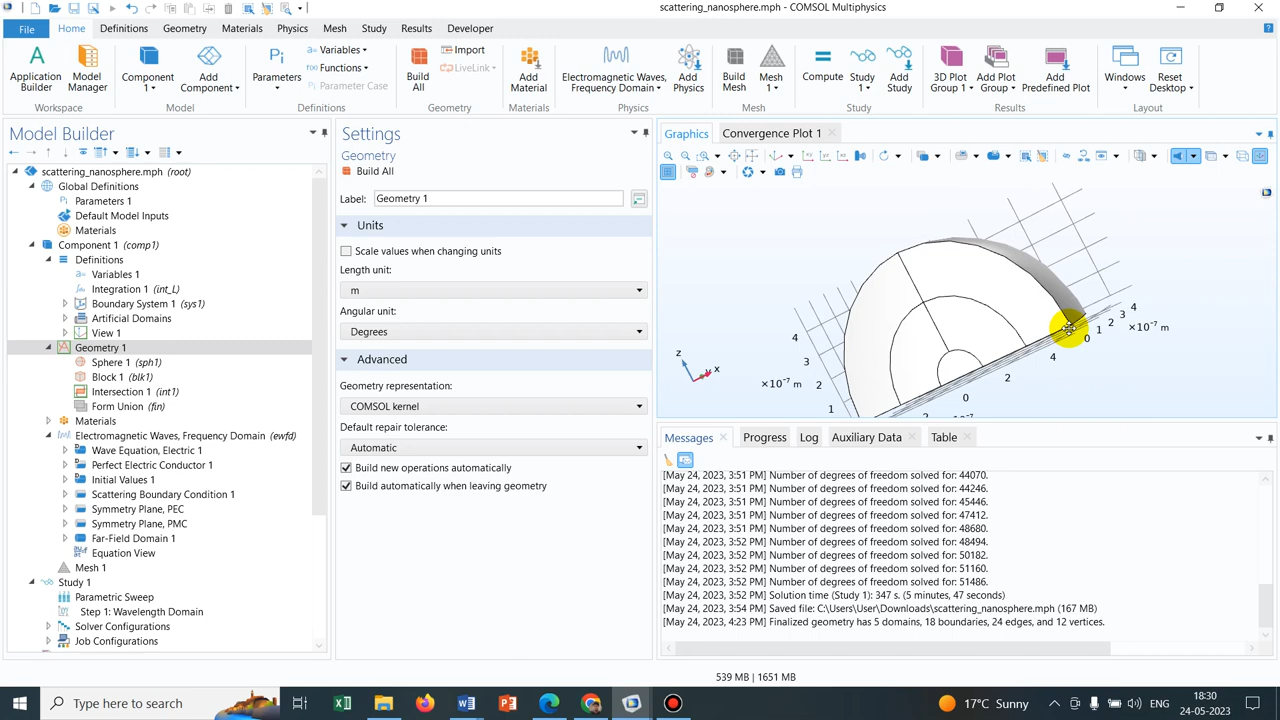 scattering_nanosphere.mph - COMSOL Multiphysics
File Home Definitions Geometry Materials Physics Mesh Study Results Developer
Application Builder
Model Manager
Workspace
Component 1
Add Component
Model
Parameters
Variables
Functions
Parameter Case
Definitions
Build All
Import
LiveLink
Geometry
Add Material
Materials
Electromagnetic Waves, Frequency Domain
Add Physics
Physics
Build Mesh
Mesh 1
Mesh
Compute
Study 1
Add Study
Study
3D Plot Group 1
Add Plot Group
Add Predefined Plot
Results
Windows
Reset Desktop
Layout
Model Builder
scattering_nanosphere.mph (root)
Global Definitions
Parameters 1
Default Model Inputs
Materials
Component 1 (comp1)
Definitions
Variables 1
Integration 1 (int_L)
Boundary System 1 (sys1)
Artificial Domains
View 1
Geometry 1
Sphere 1 (sph1)
Block 1 (blk1)
Intersection 1 (int1)
Form Union (fin)
Materials
Electromagnetic Waves, Frequency Domain (ewfd)
Wave Equation, Electric 1
Perfect Electric Conductor 1
Initial Values 1
Scattering Boundary Condition 1
Symmetry Plane, PEC
Symmetry Plane, PMC
Far-Field Domain 1
Equation View
Mesh 1
Study 1
Parametric Sweep
Step 1: Wavelength Domain
Solver Configurations
Job Configurations
Settings
Geometry
Build All
Label: Geometry 1
Units
Scale values when changing units
Length unit:
m
Angular unit:
Degrees
Advanced
Geometry representation:
COMSOL kernel
Default repair tolerance:
Automatic
Build new operations automatically
Build automatically when leaving geometry
Graphics Convergence Plot 1
4
3
×10⁻⁷ m 2
1
z
y
x
0
2
4
0
1
2
3
4
×10⁻⁷ m
Messages Progress Log Auxiliary Data Table
[May 24, 2023, 3:51 PM] Number of degrees of freedom solved for: 44070.
[May 24, 2023, 3:51 PM] Number of degrees of freedom solved for: 44246.
[May 24, 2023, 3:51 PM] Number of degrees of freedom solved for: 45446.
[May 24, 2023, 3:51 PM] Number of degrees of freedom solved for: 47412.
[May 24, 2023, 3:52 PM] Number of degrees of freedom solved for: 48680.
[May 24, 2023, 3:52 PM] Number of degrees of freedom solved for: 48494.
[May 24, 2023, 3:52 PM] Number of degrees of freedom solved for: 50182.
[May 24, 2023, 3:52 PM] Number of degrees of freedom solved for: 51160.
[May 24, 2023, 3:52 PM] Number of degrees of freedom solved for: 51486.
[May 24, 2023, 3:52 PM] Solution time (Study 1): 347 s. (5 minutes, 47 seconds)
[May 24, 2023, 3:54 PM] Saved file: C:\Users\User\Downloads\scattering_nanosphere.mph (167 MB)
[May 24, 2023, 4:23 PM] Finalized geometry has 5 domains, 18 boundaries, 24 edges, and 12 vertices.
539 MB | 1651 MB
Type here to search
17°C Sunny
ENG
18:30
24-05-2023